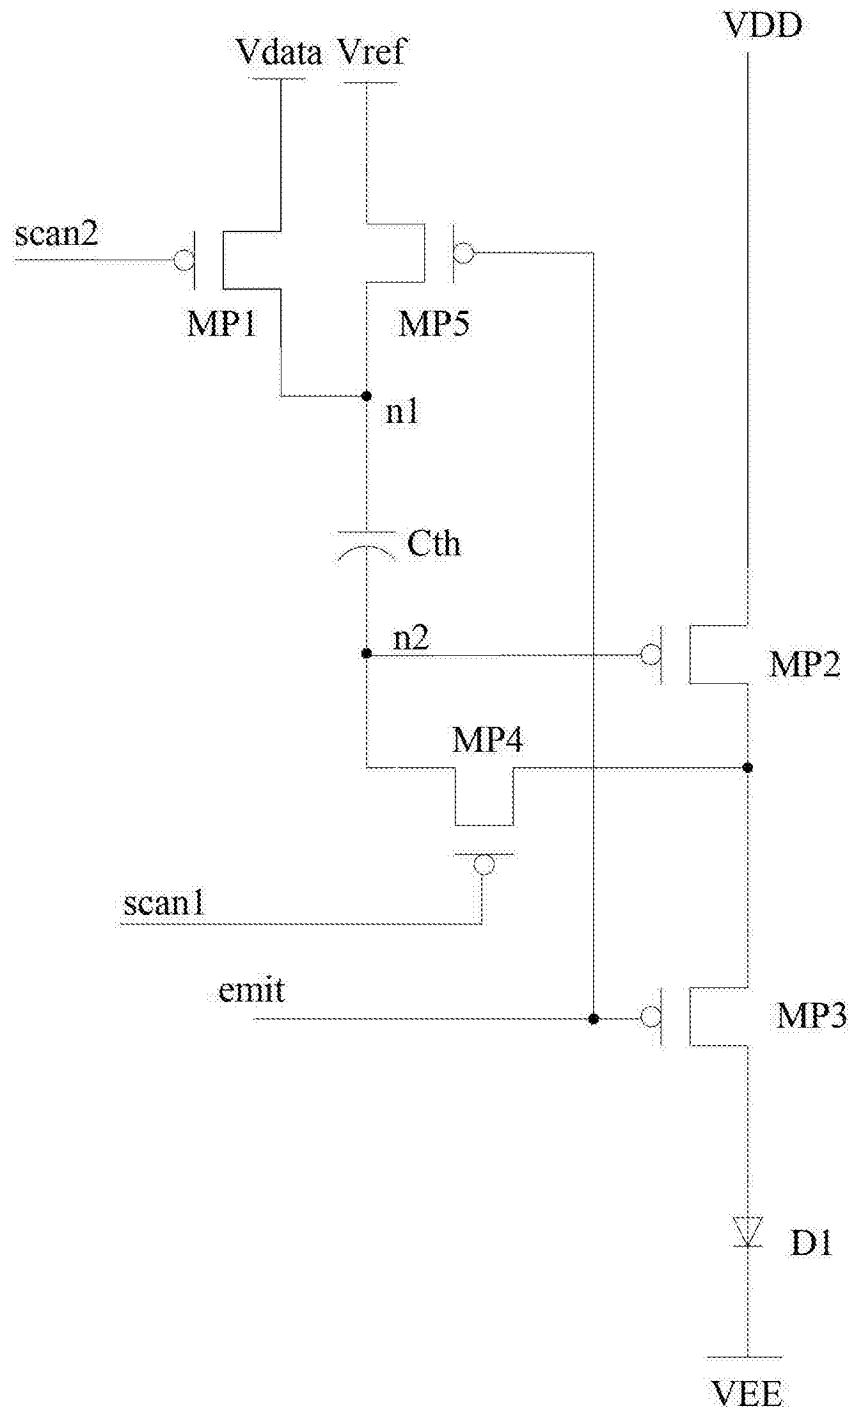 VDD
Vdata Vref
scan2
MP1
MP5
n1
Cth
n2
MP2
MP4
scan1
emit
MP3
D1
VEE